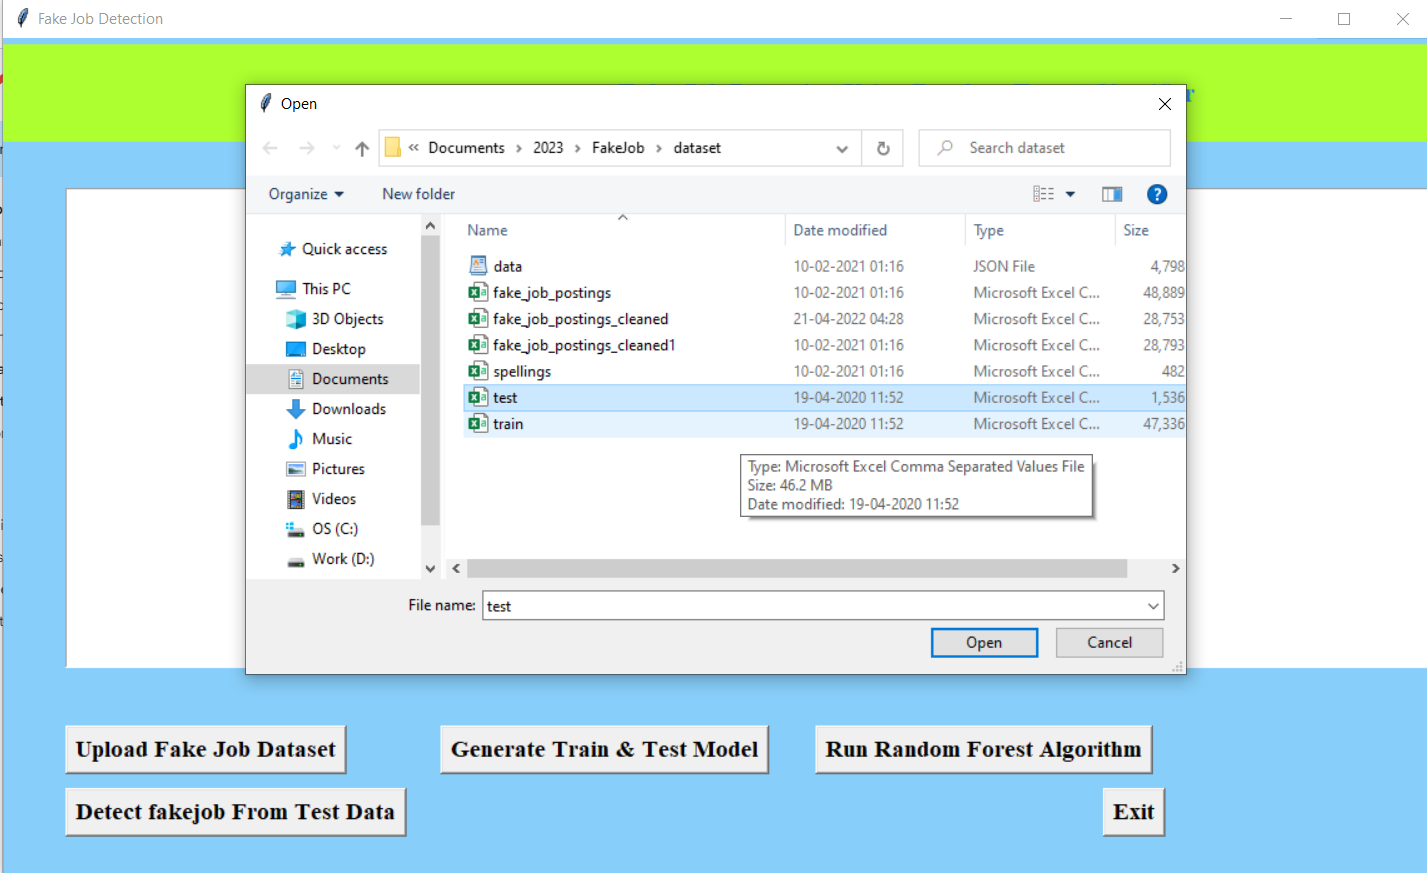 Fake Job Detection
Open
« Documents › 2023 › FakeJob › dataset
Search dataset
Organize
New folder
Quick access
This PC
3D Objects
Desktop
Documents
Downloads
Music
Pictures
Videos
OS (C:)
Work (D:)
Name Date modified Type Size
data 10-02-2021 01:16 JSON File 4,798
fake_job_postings 10-02-2021 01:16 Microsoft Excel C... 48,889
fake_job_postings_cleaned 21-04-2022 04:28 Microsoft Excel C... 28,753
fake_job_postings_cleaned1 10-02-2021 01:16 Microsoft Excel C... 28,793
spellings 10-02-2021 01:16 Microsoft Excel C... 482
test 19-04-2020 11:52 Microsoft Excel C... 1,536
train 19-04-2020 11:52 Microsoft Excel C... 47,336
Type: Microsoft Excel Comma Separated Values File
Size: 46.2 MB
Date modified: 19-04-2020 11:52
File name: test
Open Cancel
Upload Fake Job Dataset
Generate Train & Test Model
Run Random Forest Algorithm
Detect fakejob From Test Data
Exit